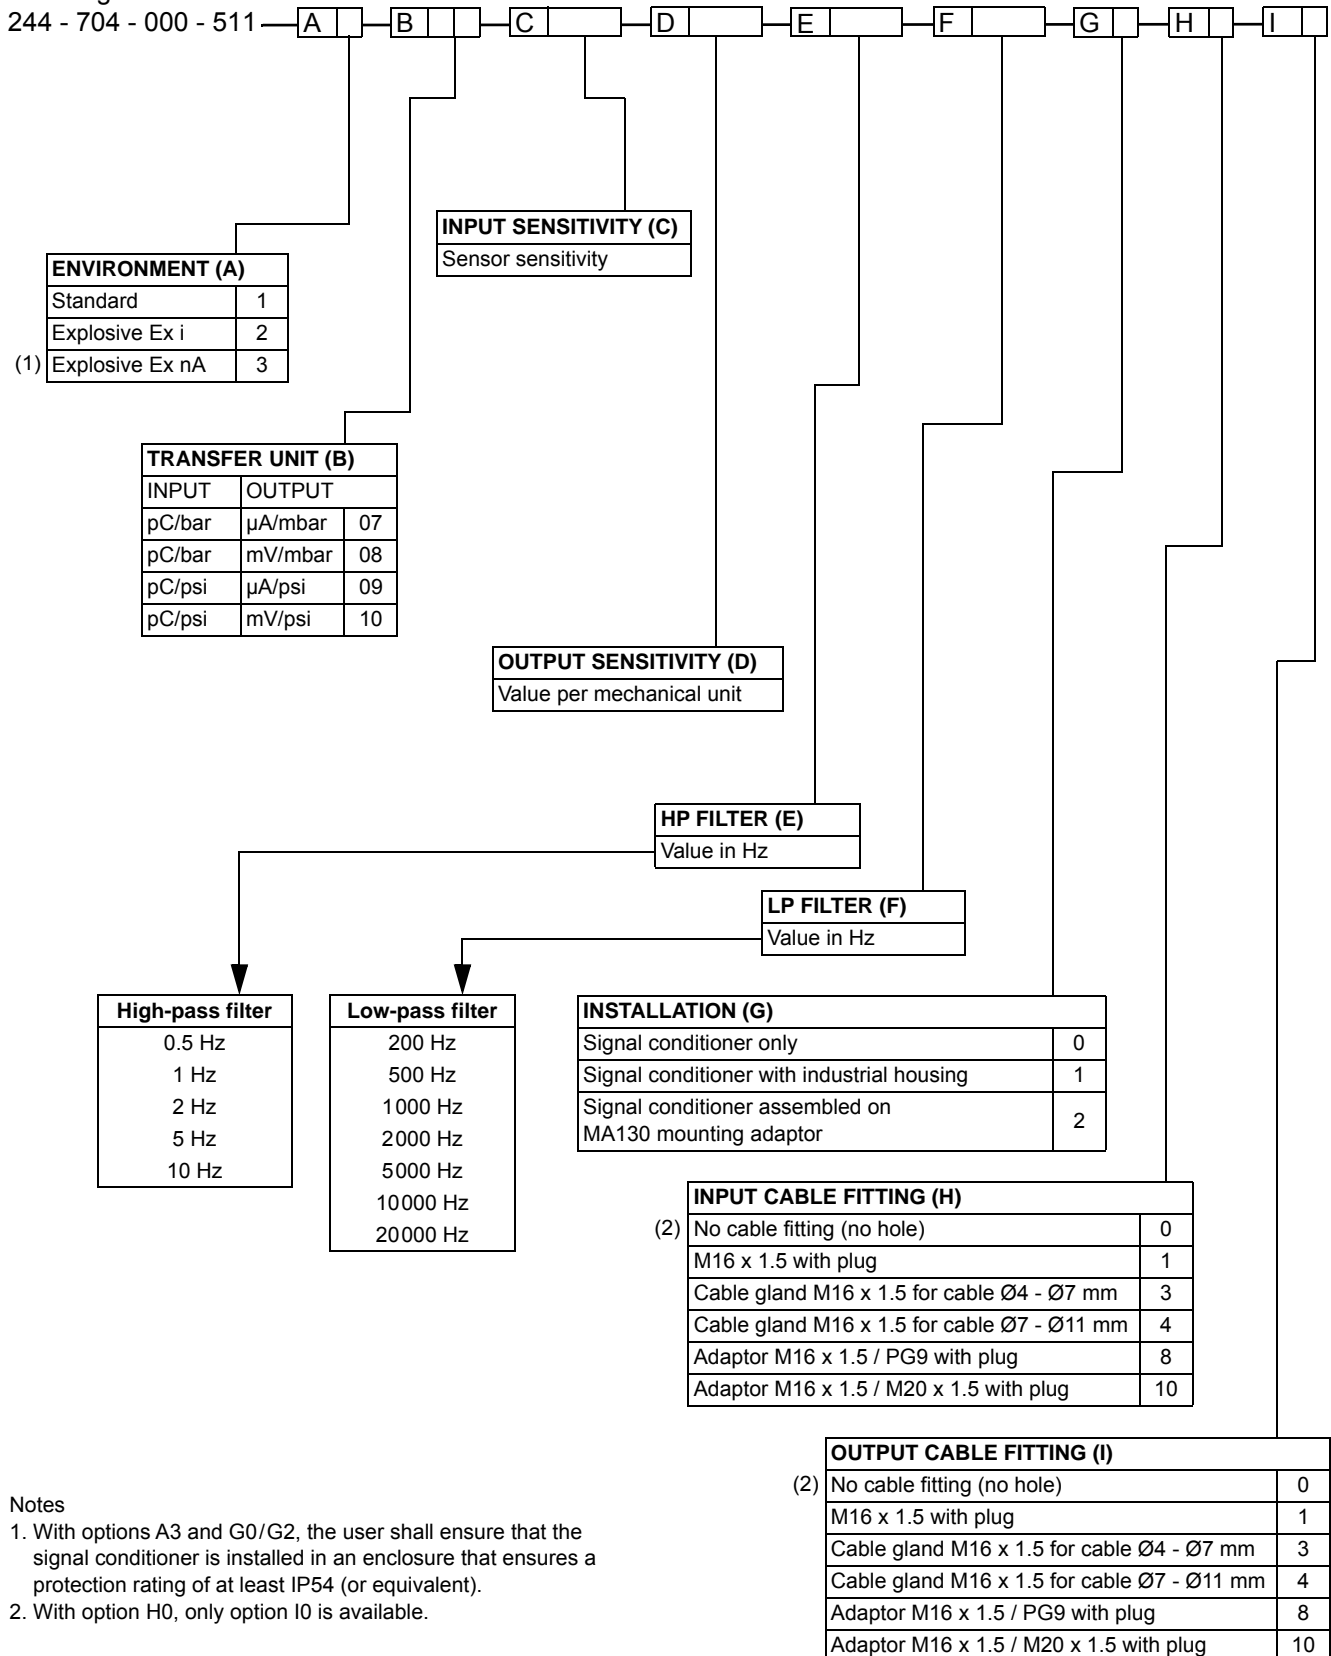 244 - 704 - 000 - 511 A B C D E F G H I
INPUT SENSITIVITY (C)
Sensor sensitivity
ENVIRONMENT (A)
Standard 1
Explosive Ex i 2
(1) Explosive Ex nA 3
TRANSFER UNIT (B)
INPUT OUTPUT
pC/bar µA/mbar 07
pC/bar mV/mbar 08
pC/psi µA/psi 09
pC/psi mV/psi 10
OUTPUT SENSITIVITY (D)
Value per mechanical unit
HP FILTER (E)
Value in Hz
LP FILTER (F)
Value in Hz
High-pass filter
0.5 Hz
1 Hz
2 Hz
5 Hz
10 Hz
Low-pass filter
200 Hz
500 Hz
1000 Hz
2000 Hz
5000 Hz
10000 Hz
20000 Hz
INSTALLATION (G)
Signal conditioner only 0
Signal conditioner with industrial housing 1
Signal conditioner assembled on
MA130 mounting adaptor 2
INPUT CABLE FITTING (H)
(2) No cable fitting (no hole) 0
M16 x 1.5 with plug 1
Cable gland M16 x 1.5 for cable Ø4 - Ø7 mm 3
Cable gland M16 x 1.5 for cable Ø7 - Ø11 mm 4
Adaptor M16 x 1.5 / PG9 with plug 8
Adaptor M16 x 1.5 / M20 x 1.5 with plug 10
OUTPUT CABLE FITTING (I)
(2) No cable fitting (no hole) 0
M16 x 1.5 with plug 1
Cable gland M16 x 1.5 for cable Ø4 - Ø7 mm 3
Cable gland M16 x 1.5 for cable Ø7 - Ø11 mm 4
Adaptor M16 x 1.5 / PG9 with plug 8
Adaptor M16 x 1.5 / M20 x 1.5 with plug 10
Notes
1. With options A3 and G0/G2, the user shall ensure that the
signal conditioner is installed in an enclosure that ensures a
protection rating of at least IP54 (or equivalent).
2. With option H0, only option I0 is available.